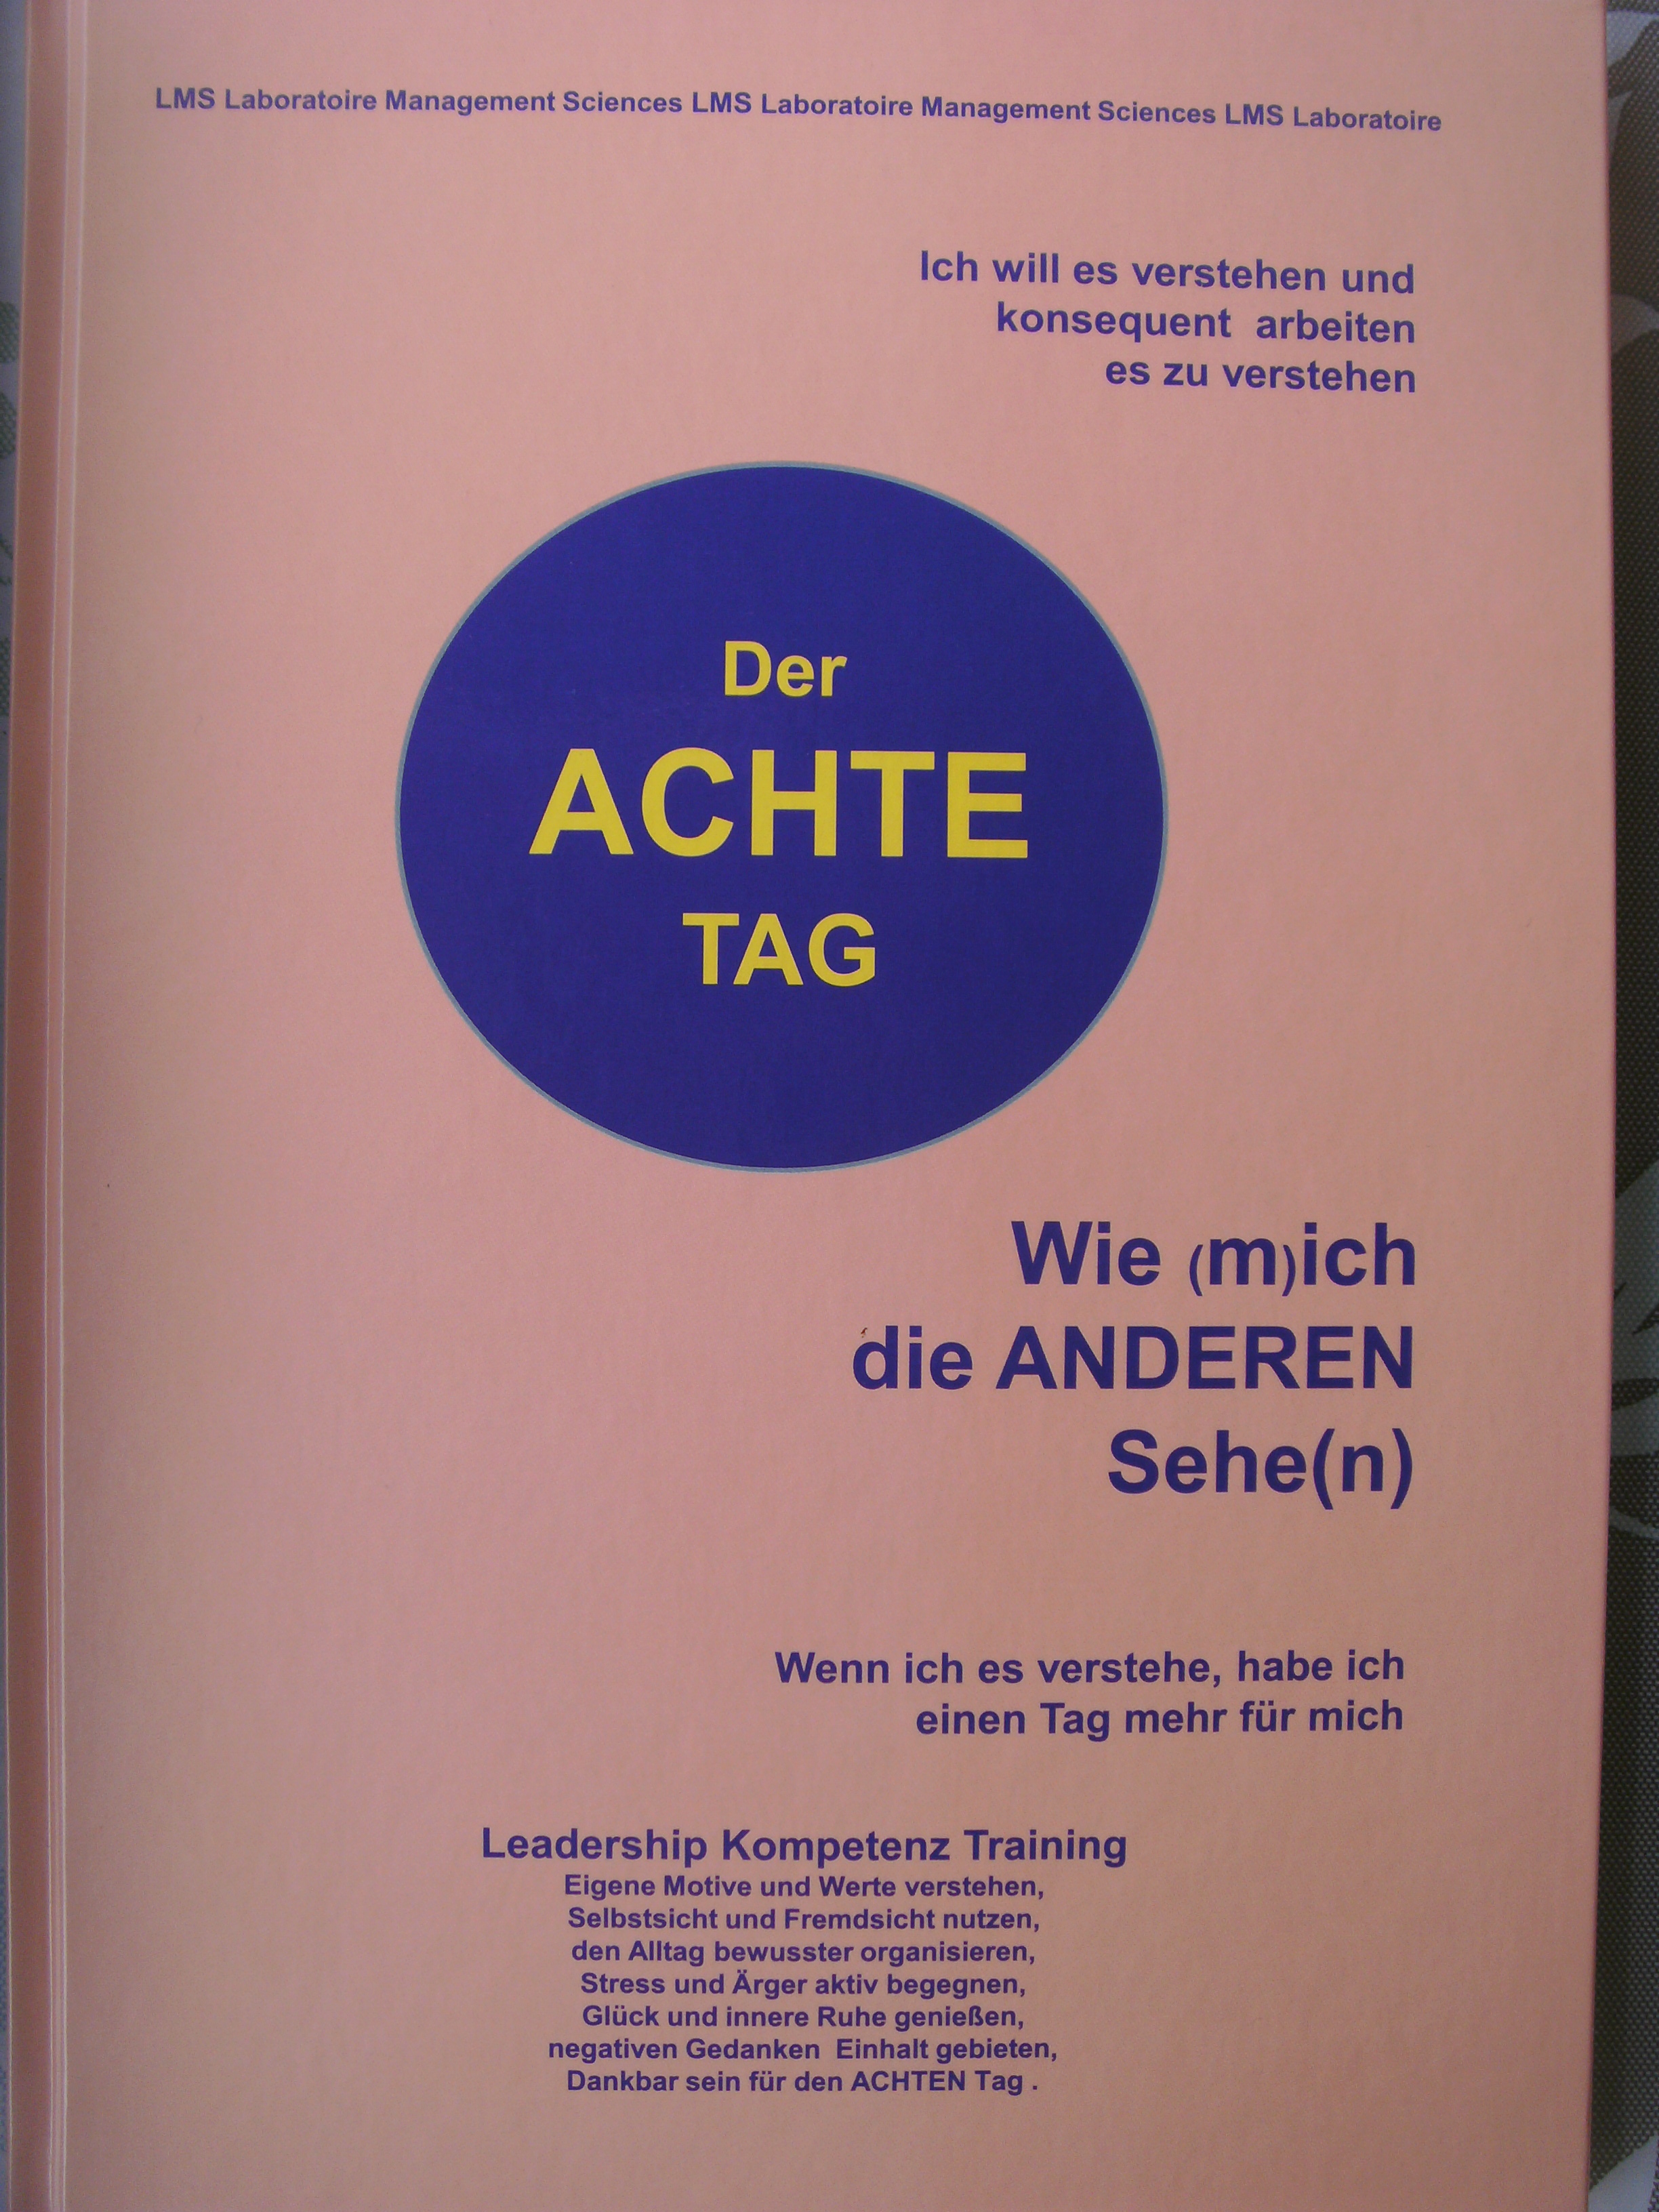 LMS Laboratoire Management Sciences LMS Laboratoire Management Sciences LMS Laboratoire
Ich will es verstehen und
konsequent arbeiten
es zu verstehen
Der
ACHTE
TAG
Wie (m)ich
die ANDEREN
Sehe(n)
Wenn ich es verstehe, habe ich
einen Tag mehr für mich
Leadership Kompetenz Training
Eigene Motive und Werte verstehen,
Selbstsicht und Fremdsicht nutzen,
den Alltag bewusster organisieren,
Stress und Ärger aktiv begegnen,
Glück und innere Ruhe genießen,
negativen Gedanken Einhalt gebieten,
Dankbar sein für den ACHTEN Tag .